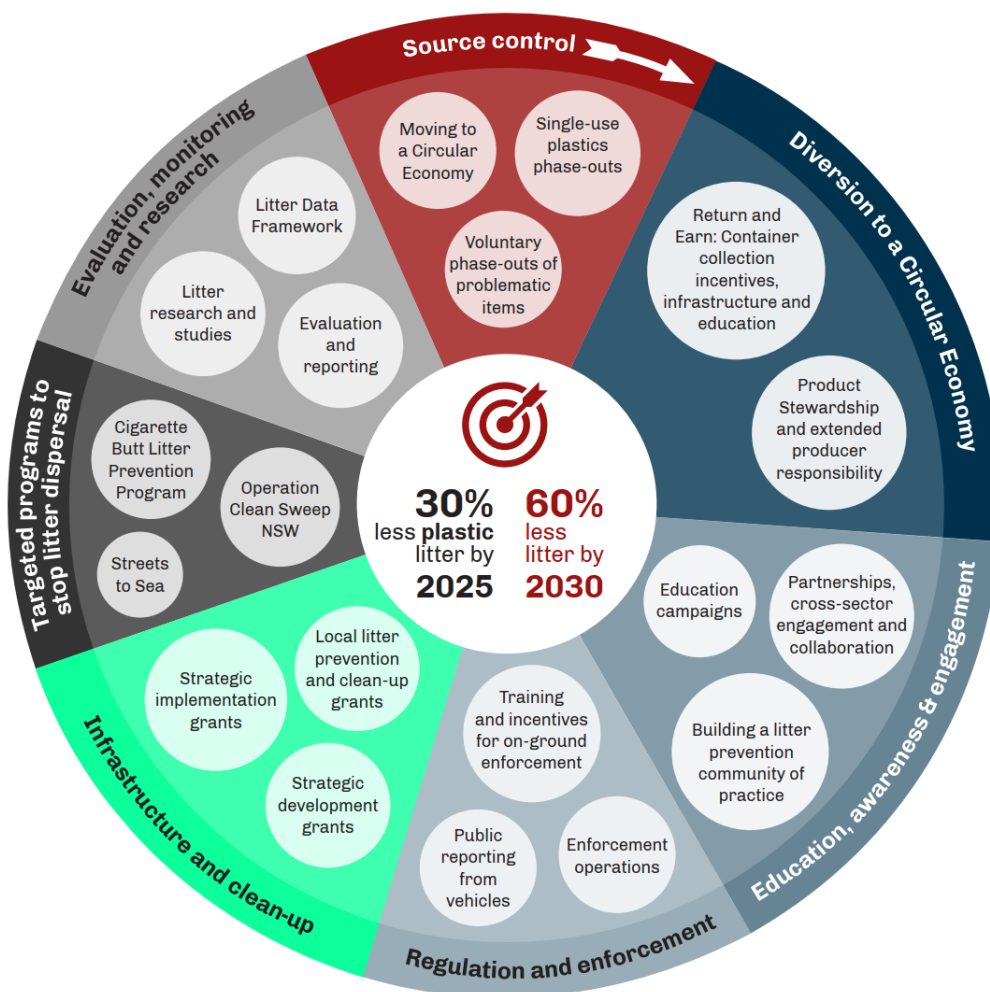 Source control
Moving to
a Circular
Economy
Single-use
plastics
phase-outs
Voluntary
phase-outs of
problematic
items
Diversion to a Circular Economy
Return and
Earn: Container
collection
incentives,
infrastructure and
education
Product
Stewardship
and extended
producer
responsibility
Education, awareness & engagement
Education
campaigns
Partnerships,
cross-sector
engagement and
collaboration
Building a litter
prevention
community of
practice
Regulation and enforcement
Training
and incentives
for on-ground
enforcement
Public
reporting
from
vehicles
Enforcement
operations
Infrastructure and clean-up
Strategic
implementation
grants
Local litter
prevention
and clean-up
grants
Strategic
development
grants
Targeted programs to
stop litter dispersal
Cigarette
Butt Litter
Prevention
Program
Operation
Clean Sweep
NSW
Streets
to Sea
Evaluation, monitoring
and research
Litter Data
Framework
Litter
research and
studies
Evaluation
and
reporting
30%
less plastic
litter by
2025
60%
less
litter by
2030